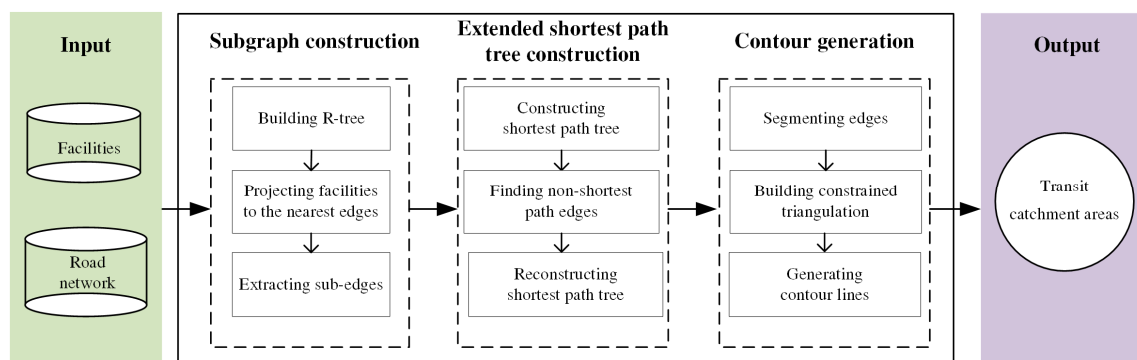 Input
Facilities
Road
network
Subgraph construction
Building R-tree
Projecting facilities
to the nearest edges
Extracting sub-edges
Extended shortest path
tree construction
Constructing
shortest path tree
Finding non-shortest
path edges
Reconstructing
shortest path tree
Contour generation
Segmenting edges
Building constrained
triangulation
Generating
contour lines
Output
Transit
catchment areas